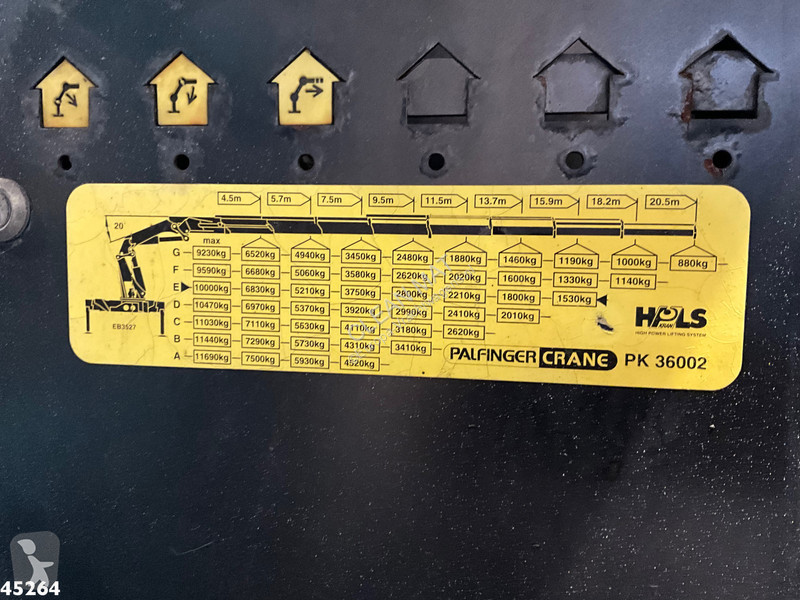 4.5m 5.7m 7.5m 9.5m 11.5m 13.7m 15.9m 18.2m 20.5m
20°
max
G 9230kg 6520kg 4940kg 3450kg 2480kg 1880kg 1460kg 1190kg 1000kg 880kg
F 9590kg 6680kg 5060kg 3580kg 2620kg 2020kg 1600kg 1330kg 1140kg
E 10000kg 6830kg 5210kg 3750kg 2800kg 2210kg 1800kg 1530kg
D 10470kg 6970kg 5370kg 3920kg 2990kg 2410kg 2010kg
C 11030kg 7110kg 5630kg 4110kg 3180kg 2620kg
B 11440kg 7290kg 5730kg 4310kg 3410kg
A 11690kg 7500kg 5930kg 4520kg
EB3527
HPLS
KRAN
HIGH POWER LIFTING SYSTEM
PALFINGER CRANE PK 36002
45264